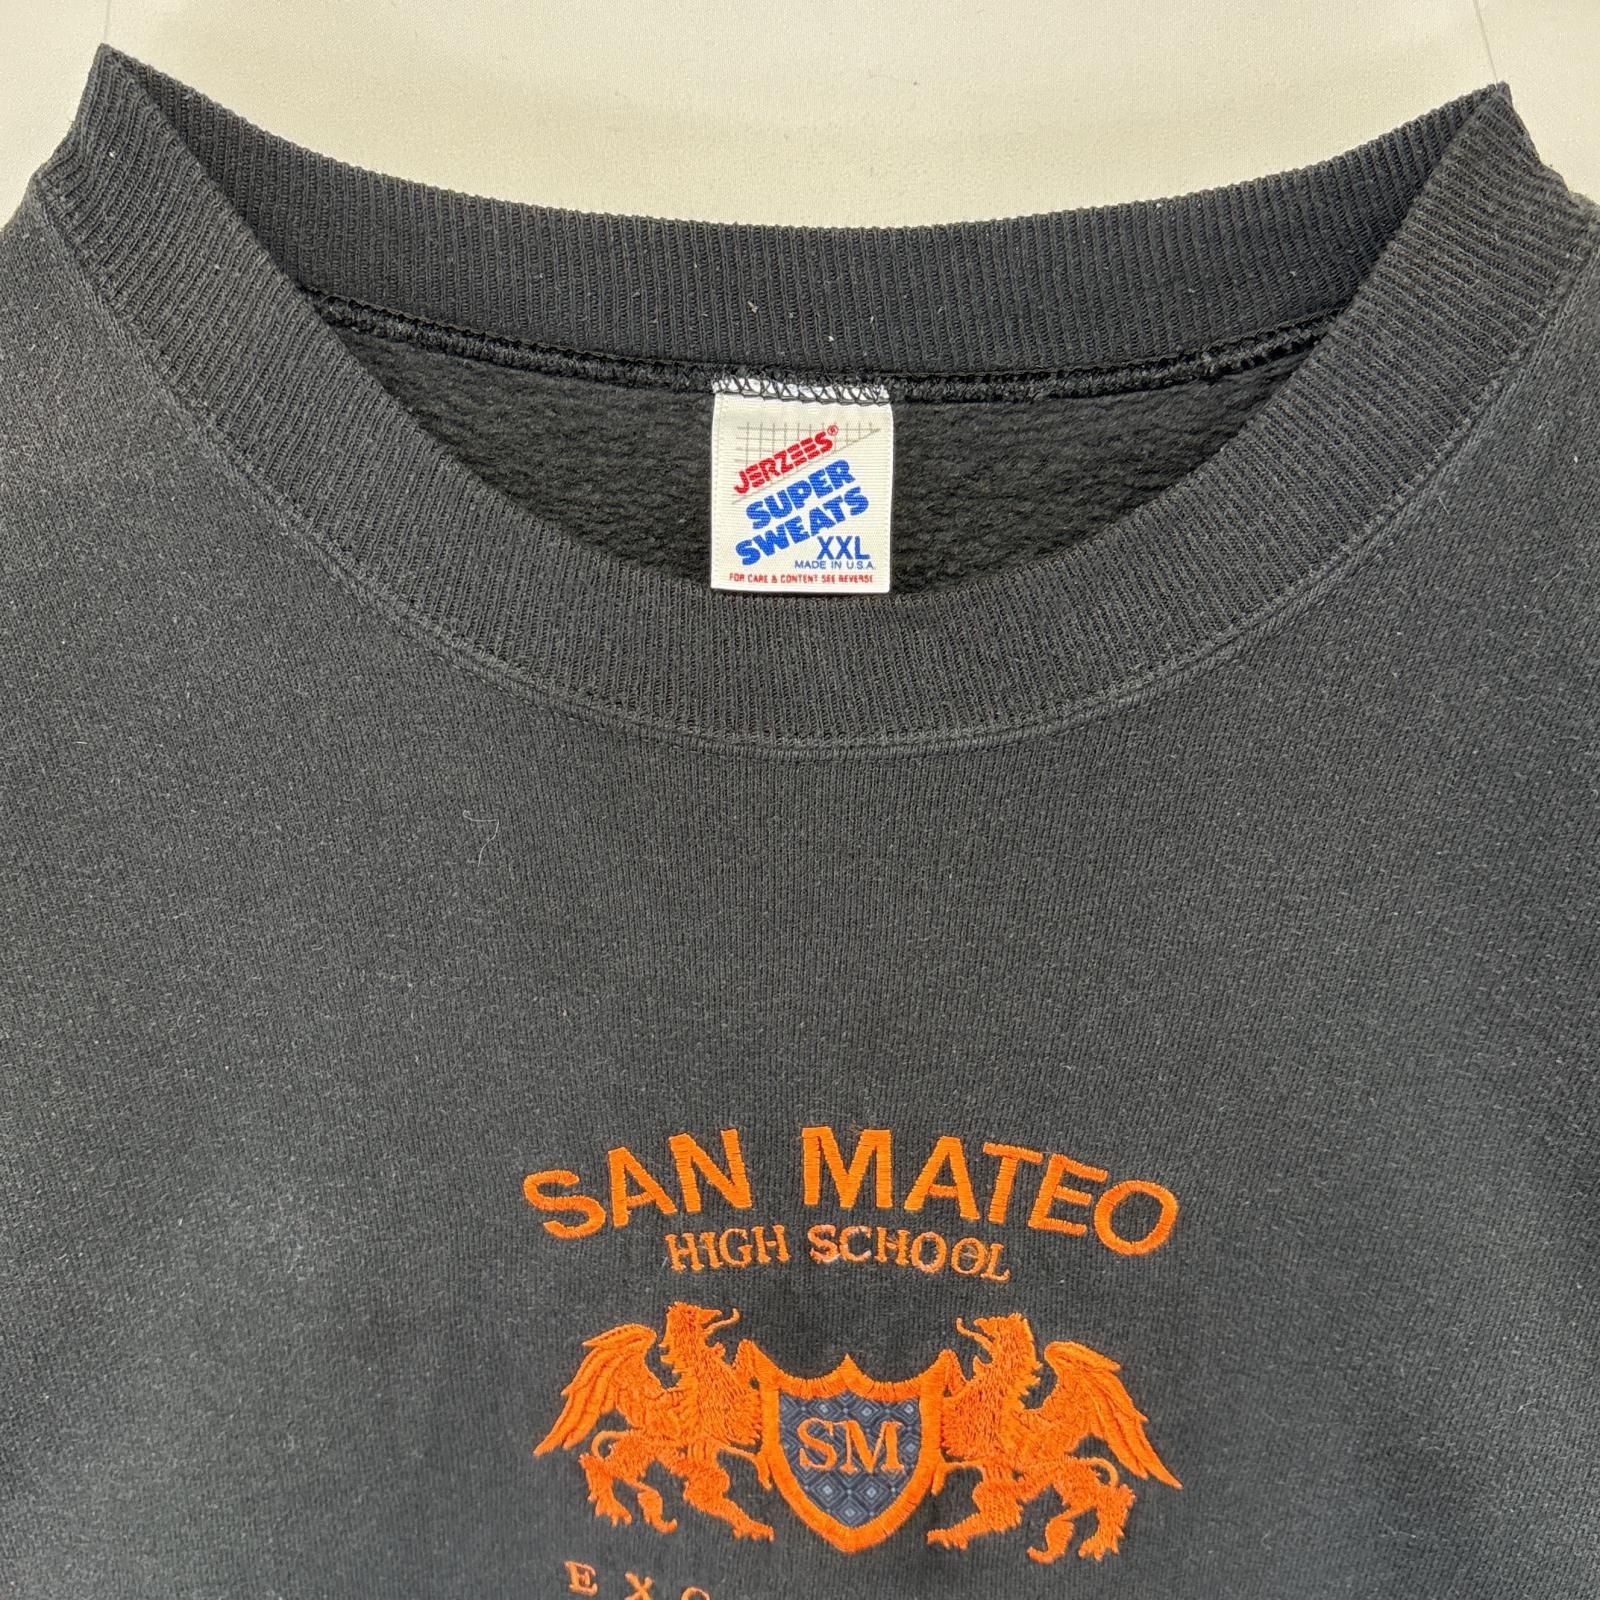 JERZEES®
SUPER
SWEATS
XXL
MADE IN U.S.A.
FOR CARE & CONTENT SEE REVERSE
SAN MATEO
HIGH SCHOOL
SM
E X C